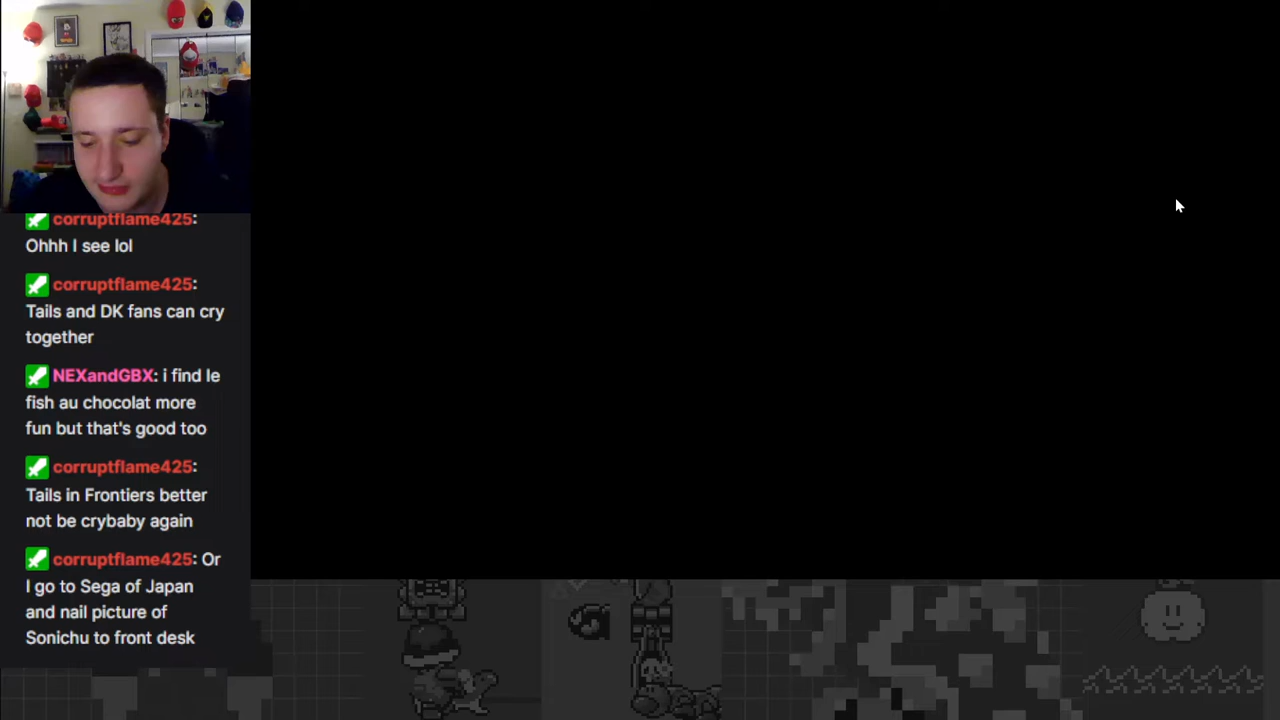 corruptflame425:
Ohhh I see lol
corruptflame425:
Tails and DK fans can cry
together
NEXandGBX: i find le
fish au chocolat more
fun but that's good too
corruptflame425:
Tails in Frontiers better
not be crybaby again
corruptflame425: Or
I go to Sega of Japan
and nail picture of
Sonichu to front desk